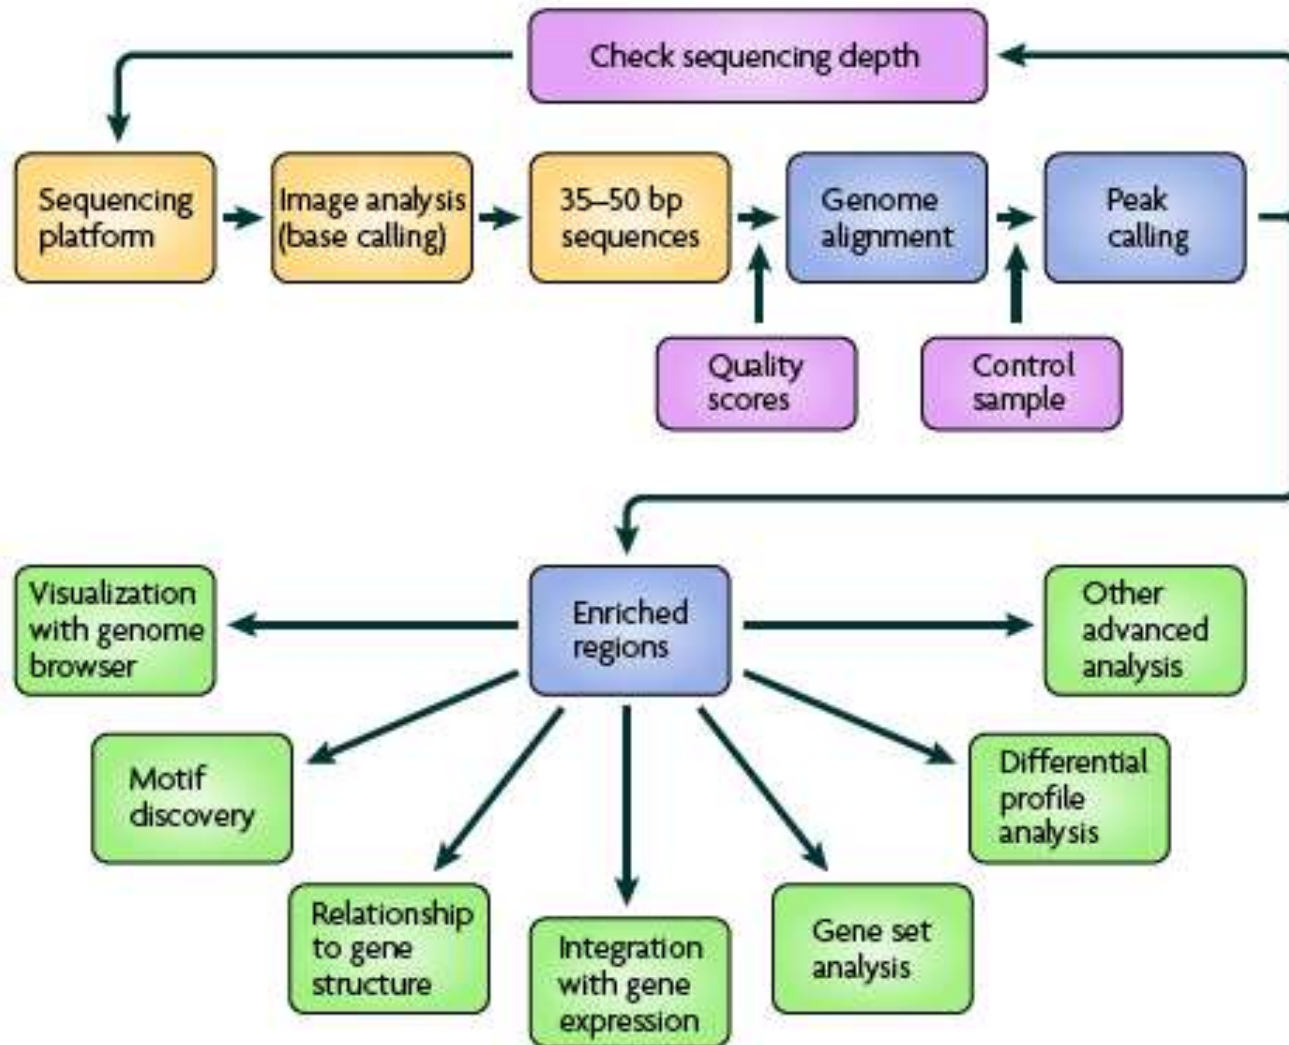 Check sequencing depth
Sequencing
platform
Image analysis
(base calling)
35–50 bp
sequences
Genome
alignment
Peak
calling
Quality
scores
Control
sample
Visualization
with genome
browser
Enriched
regions
Other
advanced
analysis
Motif
discovery
Differential
profile
analysis
Relationship
to gene
structure
Integration
with gene
expression
Gene set
analysis